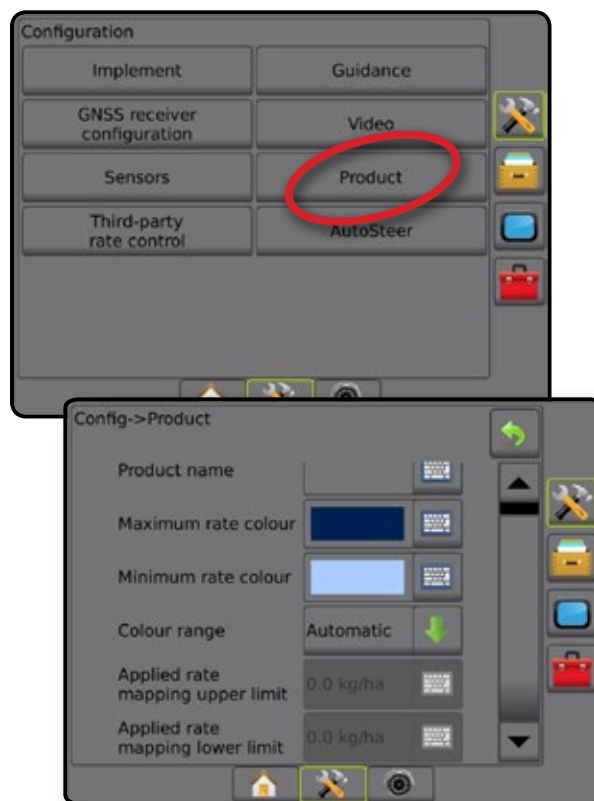 Configuration
Implement
Guidance
GNSS receiver
configuration
Video
Sensors
Product
Third-party
rate control
AutoSteer
Config->Product
Product name
Maximum rate colour
Minimum rate colour
Colour range
Automatic
Applied rate
mapping upper limit
0.0 kg/ha
Applied rate
mapping lower limit
0.0 kg/ha